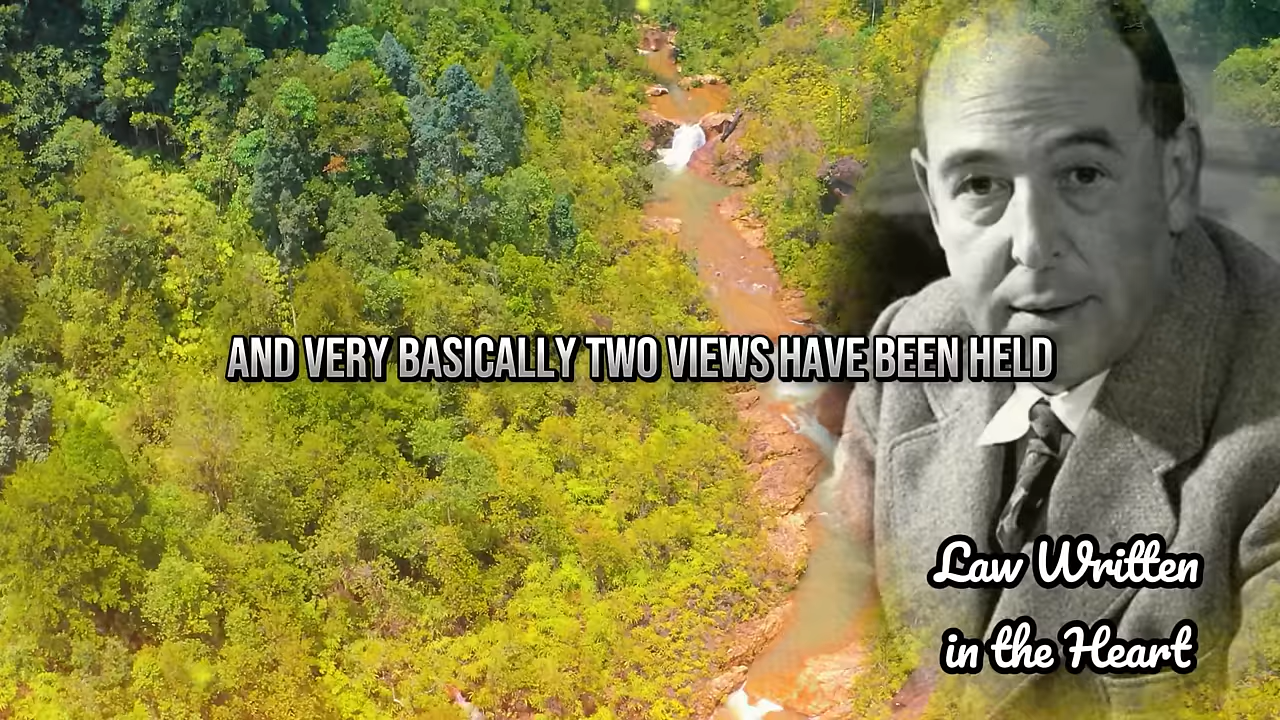 AND VERY BASICALLY TWO VIEWS HAVE BEEN HELD
Law Written
in the Heart